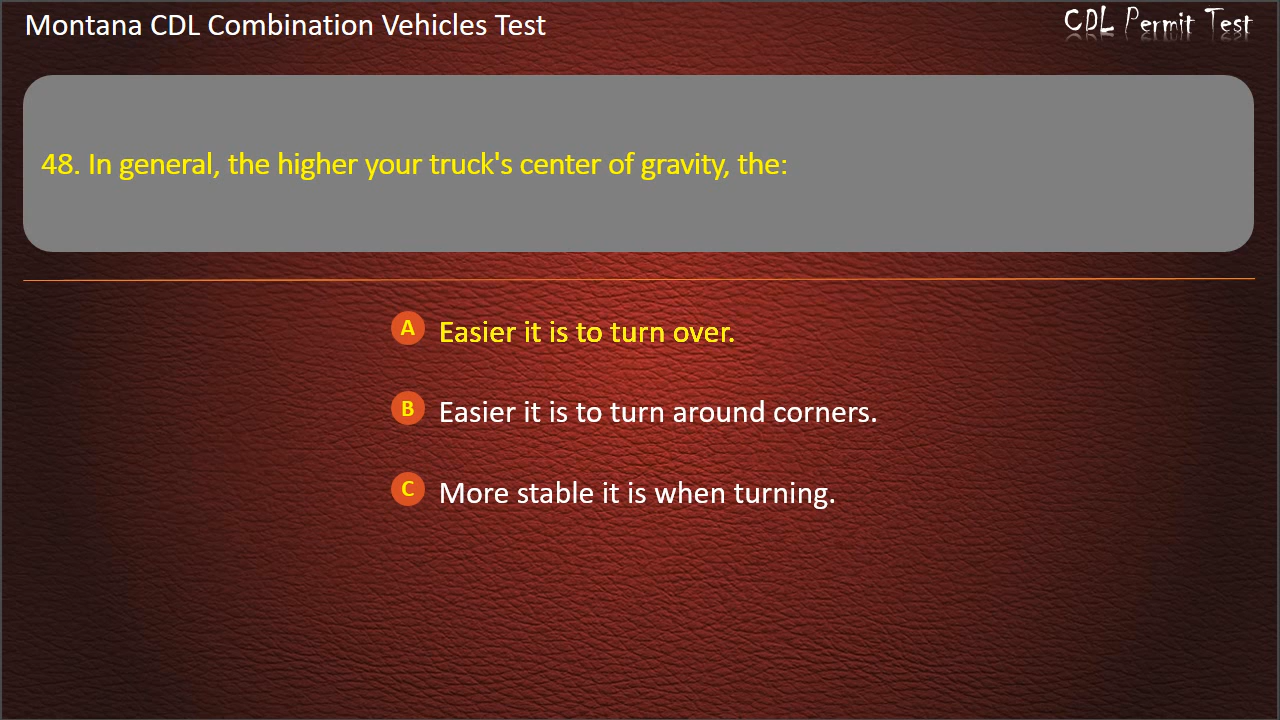 Montana CDL Combination Vehicles Test
CDL Permit Test
48. In general, the higher your truck's center of gravity, the:
A Easier it is to turn over.
B Easier it is to turn around corners.
C More stable it is when turning.